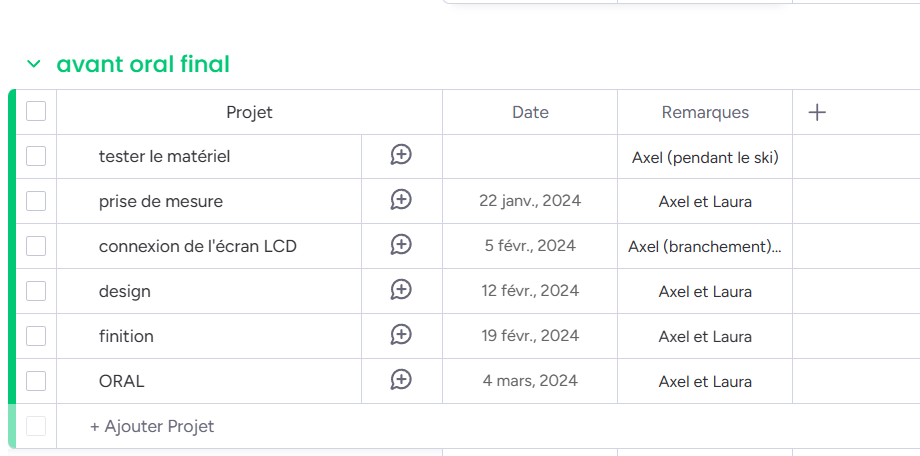 avant oral final
Projet Date Remarques
tester le matériel Axel (pendant le ski)
prise de mesure 22 janv., 2024 Axel et Laura
connexion de l'écran LCD 5 févr., 2024 Axel (branchement)...
design 12 févr., 2024 Axel et Laura
finition 19 févr., 2024 Axel et Laura
ORAL 4 mars, 2024 Axel et Laura
+ Ajouter Projet